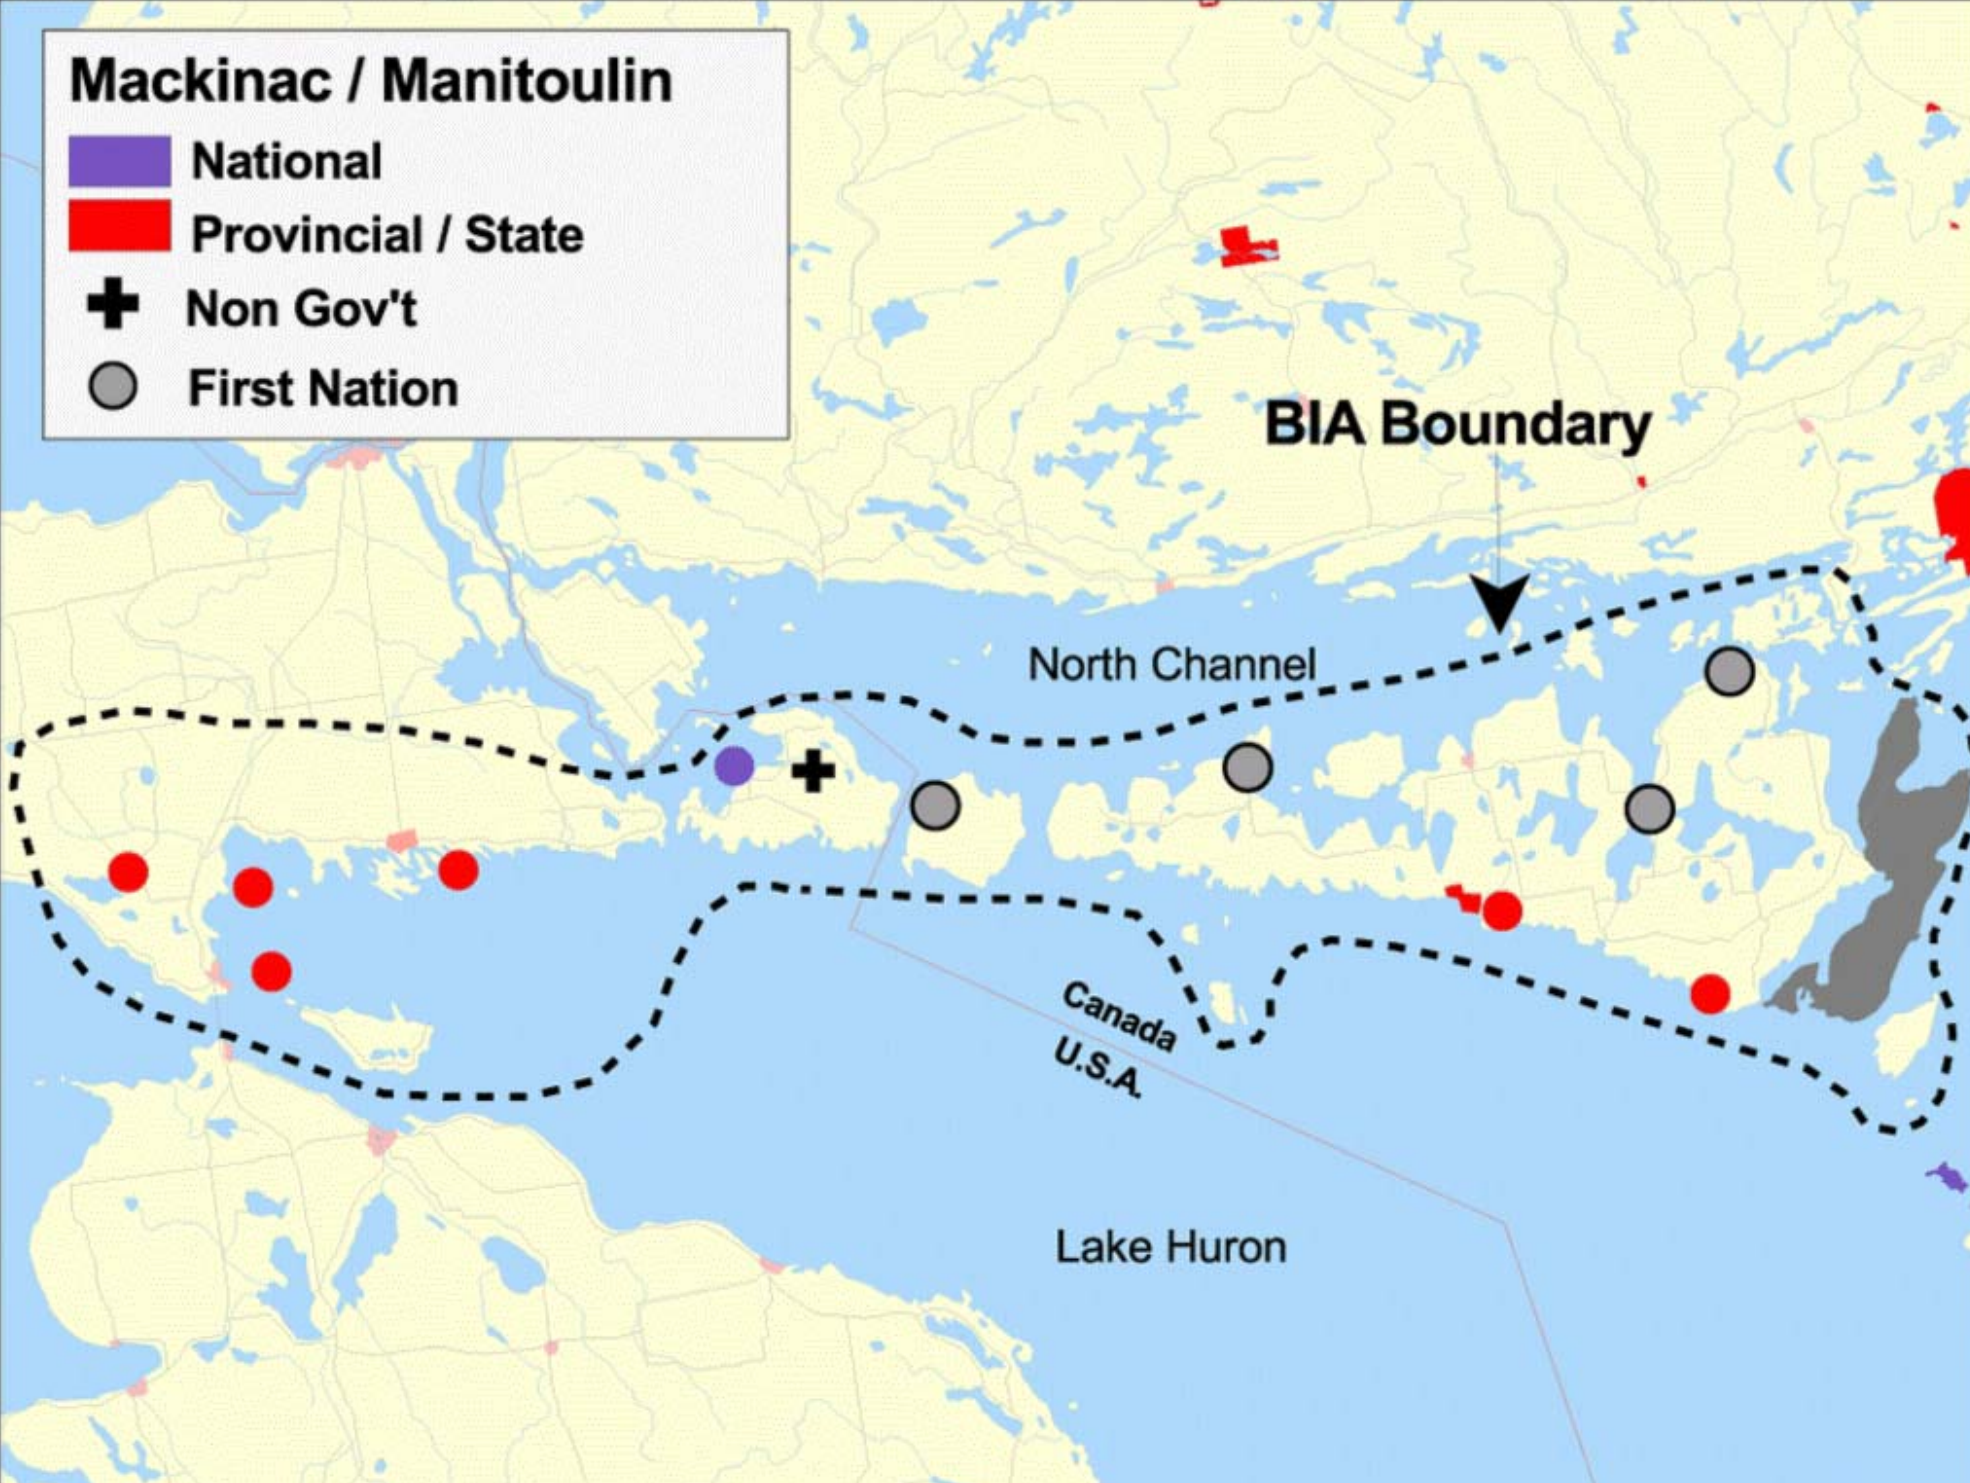 Mackinac / Manitoulin
National
Provincial / State
Non Gov't
First Nation
BIA Boundary
North Channel
Canada
U.S.A.
Lake Huron